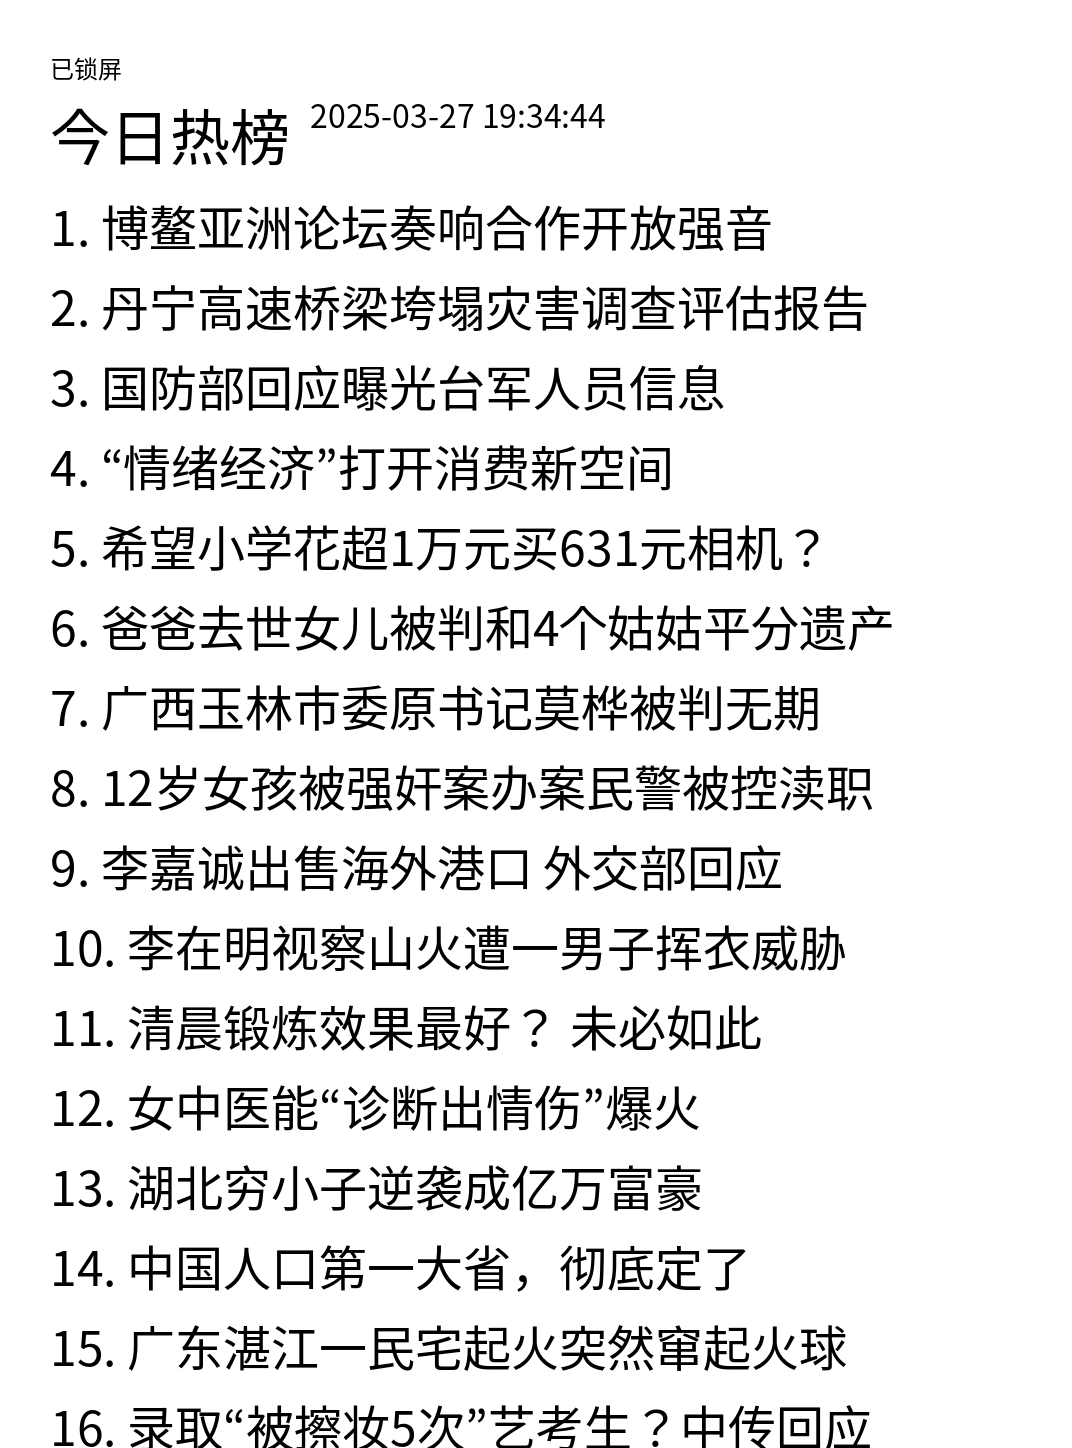 已锁屏
今日热榜 2025-03-27 19:34:44
1. 博鳌亚洲论坛奏响合作开放强音
2. 丹宁高速桥梁垮塌灾害调查评估报告
3. 国防部回应曝光台军人员信息
4. “情绪经济”打开消费新空间
5. 希望小学花超1万元买631元相机？
6. 爸爸去世女儿被判和4个姑姑平分遗产
7. 广西玉林市委原书记莫桦被判无期
8. 12岁女孩被强奸案办案民警被控渎职
9. 李嘉诚出售海外港口 外交部回应
10. 李在明视察山火遭一男子挥衣威胁
11. 清晨锻炼效果最好？ 未必如此
12. 女中医能“诊断出情伤”爆火
13. 湖北穷小子逆袭成亿万富豪
14. 中国人口第一大省，彻底定了
15. 广东湛江一民宅起火突然窜起火球
16. 录取“被擦妆5次”艺考生？中传回应